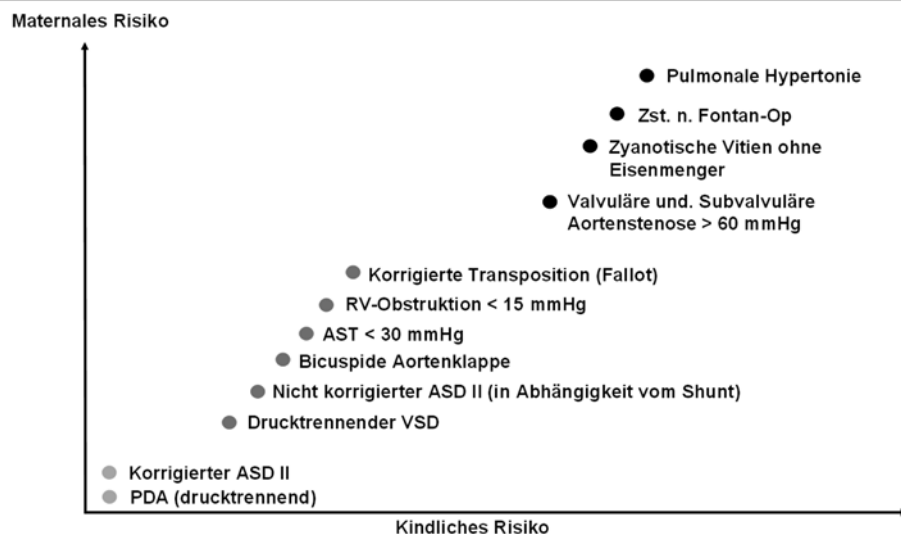 Maternales Risiko
Pulmonale Hypertonie
Zst. n. Fontan-Op
Zyanotische Vitien ohne
Eisenmenger
Valvuläre und. Subvalvuläre
Aortenstenose > 60 mmHg
Korrigierte Transposition (Fallot)
RV-Obstruktion < 15 mmHg
AST < 30 mmHg
Bicuspide Aortenklappe
Nicht korrigierter ASD II (in Abhängigkeit vom Shunt)
Drucktrennender VSD
Korrigierter ASD II
PDA (drucktrennend)
Kindliches Risiko